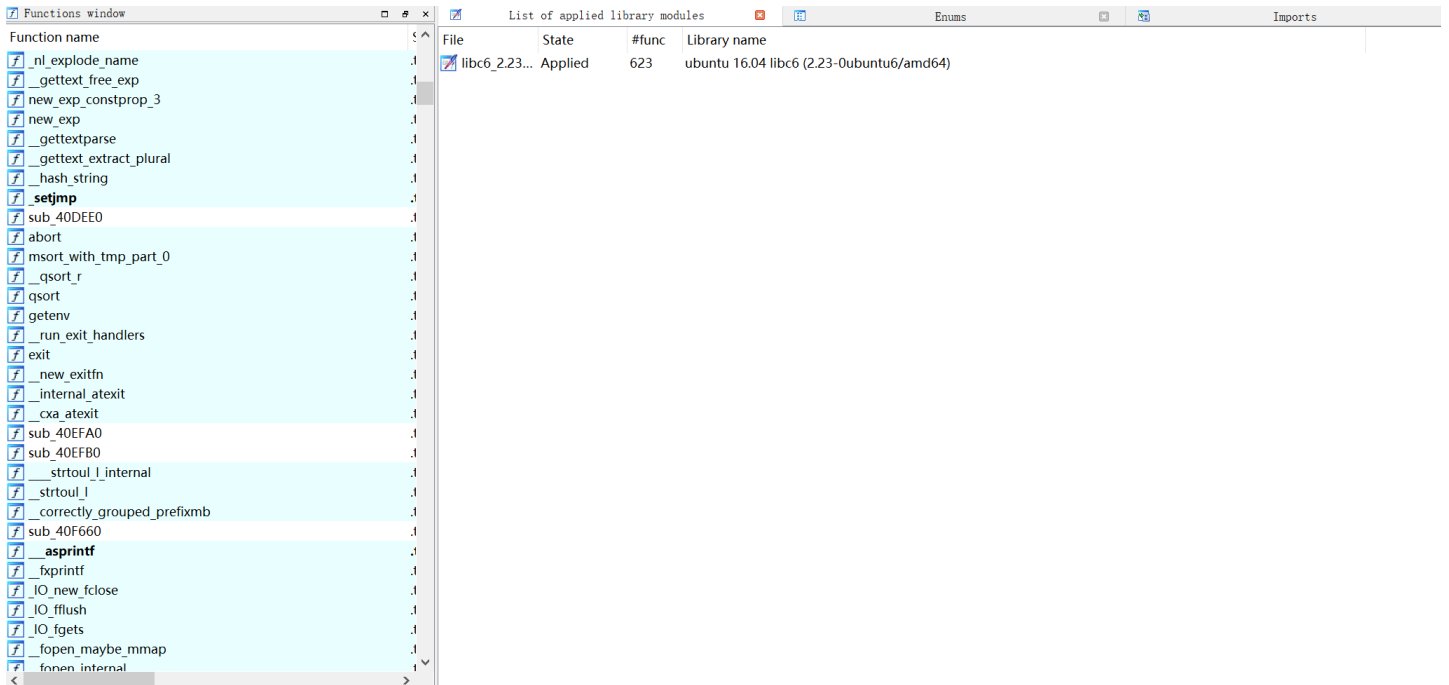 Functions window
List of applied library modules
Enums
Imports
Function name
File State #func Library name
libc6_2.23... Applied 623 ubuntu 16.04 libc6 (2.23-0ubuntu6/amd64)
_nl_explode_name
__gettext_free_exp
new_exp_constprop_3
new_exp
__gettextparse
__gettext_extract_plural
__hash_string
_setjmp
sub_40DEE0
abort
msort_with_tmp_part_0
__qsort_r
qsort
getenv
__run_exit_handlers
exit
__new_exitfn
__internal_atexit
__cxa_atexit
sub_40EFA0
sub_40EFB0
____strtoul_l_internal
__strtoul_l
__correctly_grouped_prefixmb
sub_40F660
___asprintf
__fxprintf
_IO_new_fclose
_IO_fflush
_IO_fgets
__fopen_maybe_mmap
__fopen_internal